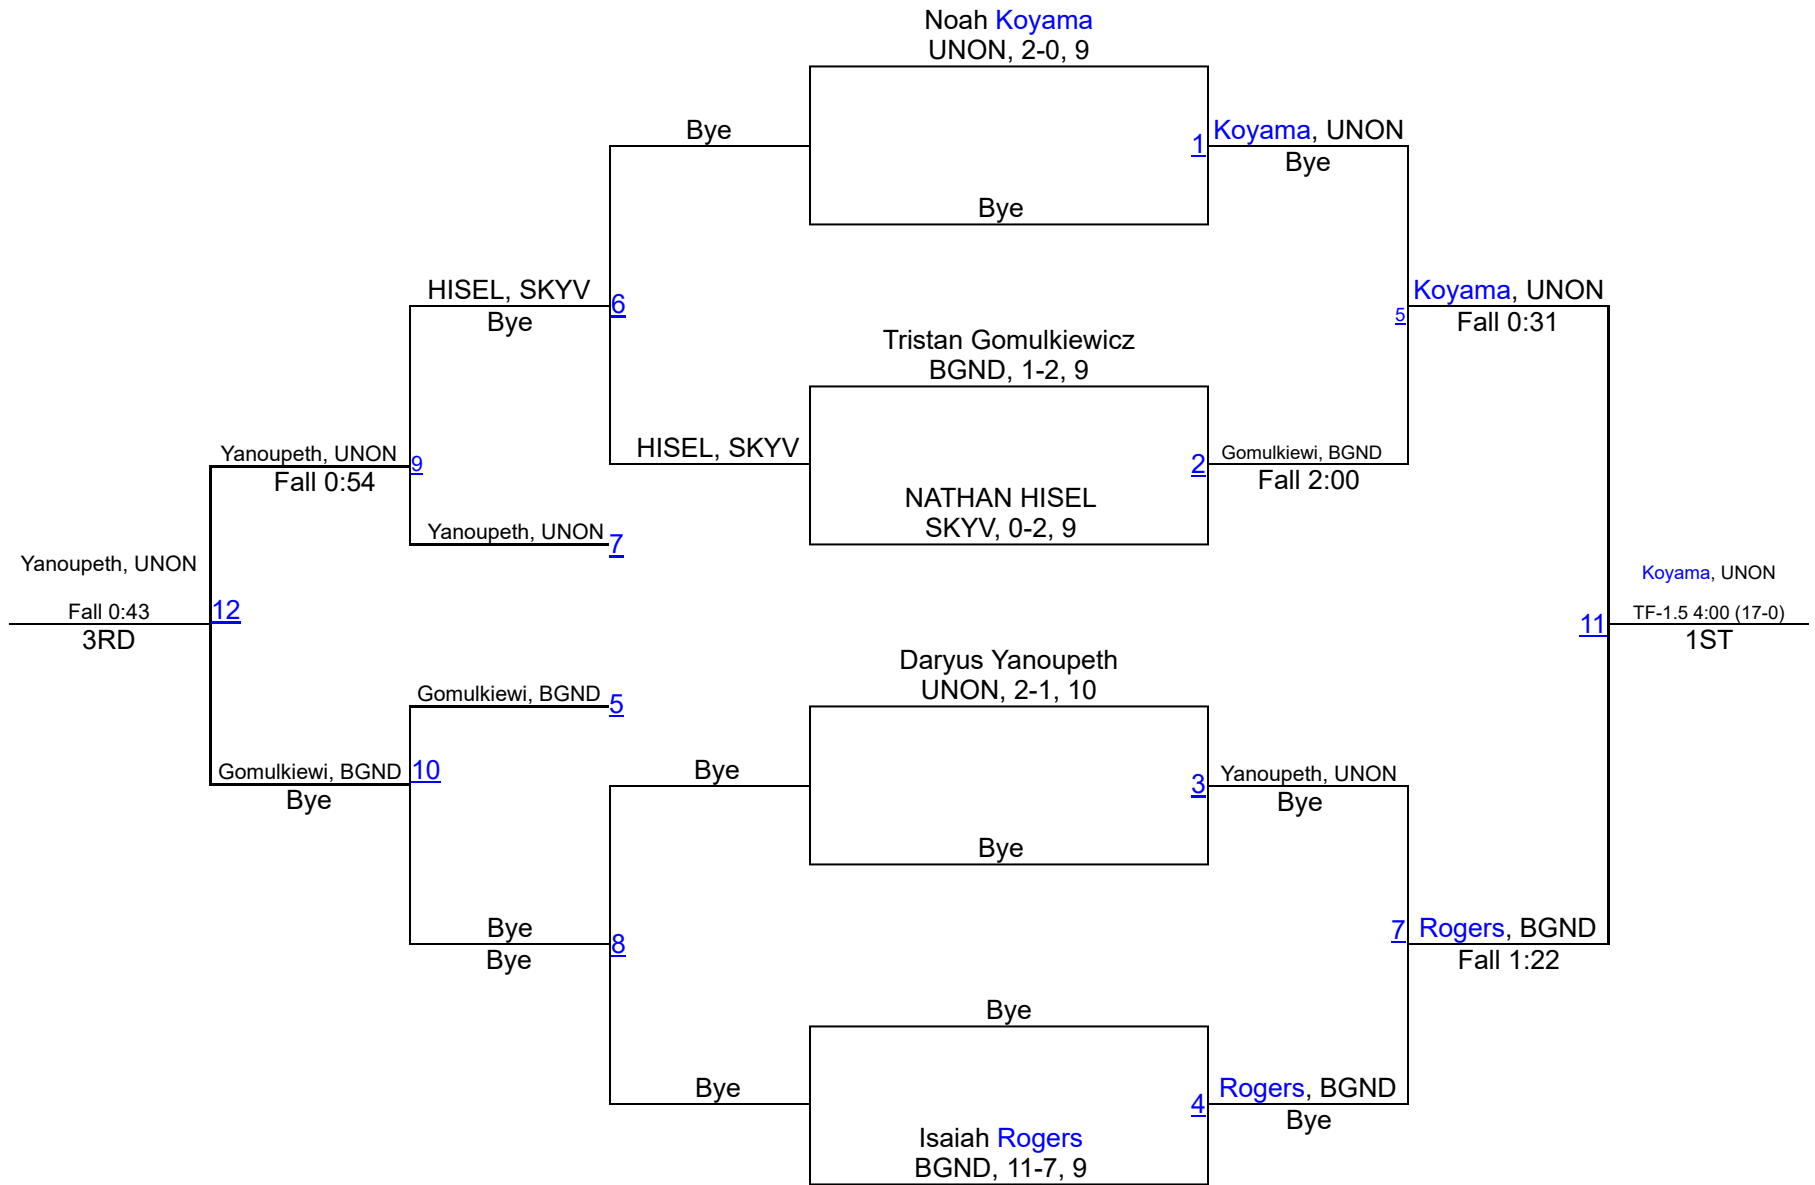 Noah Koyama
UNON, 2-0, 9
Bye
1
Koyama, UNON
Bye
Bye
HISEL, SKYV
6
Bye
Koyama, UNON
5
Fall 0:31
Tristan Gomulkiewicz
BGND, 1-2, 9
HISEL, SKYV
2
Gomulkiewi, BGND
Fall 2:00
NATHAN HISEL
SKYV, 0-2, 9
Yanoupeth, UNON
9
Fall 0:54
Yanoupeth, UNON
7
Yanoupeth, UNON
Fall 0:43
12
3RD
Koyama, UNON
TF-1.5 4:00 (17-0)
11
1ST
Daryus Yanoupeth
UNON, 2-1, 10
Gomulkiewi, BGND
5
Gomulkiewi, BGND
10
Bye
Bye
3
Yanoupeth, UNON
Bye
Bye
Bye
8
Bye
7
Rogers, BGND
Fall 1:22
Bye
Bye
4
Rogers, BGND
Bye
Isaiah Rogers
BGND, 11-7, 9